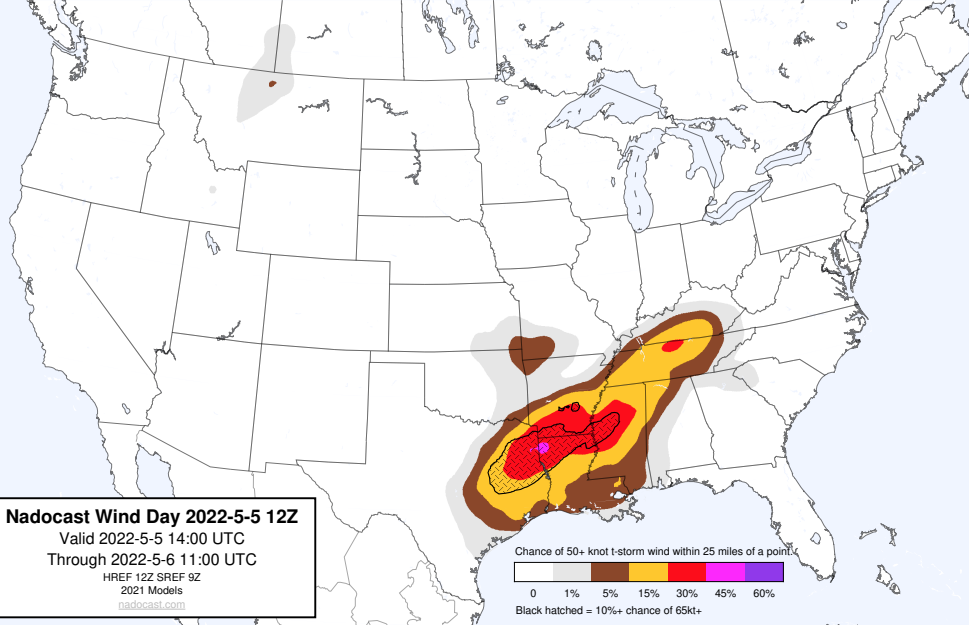 Nadocast Wind Day 2022-5-5 12Z
Valid 2022-5-5 14:00 UTC
Through 2022-5-6 11:00 UTC
HREF 12Z SREF 9Z
2021 Models
nadocast.com
Chance of 50+ knot t-storm wind within 25 miles of a point.
0 1% 5% 15% 30% 45% 60%
Black hatched = 10%+ chance of 65kt+